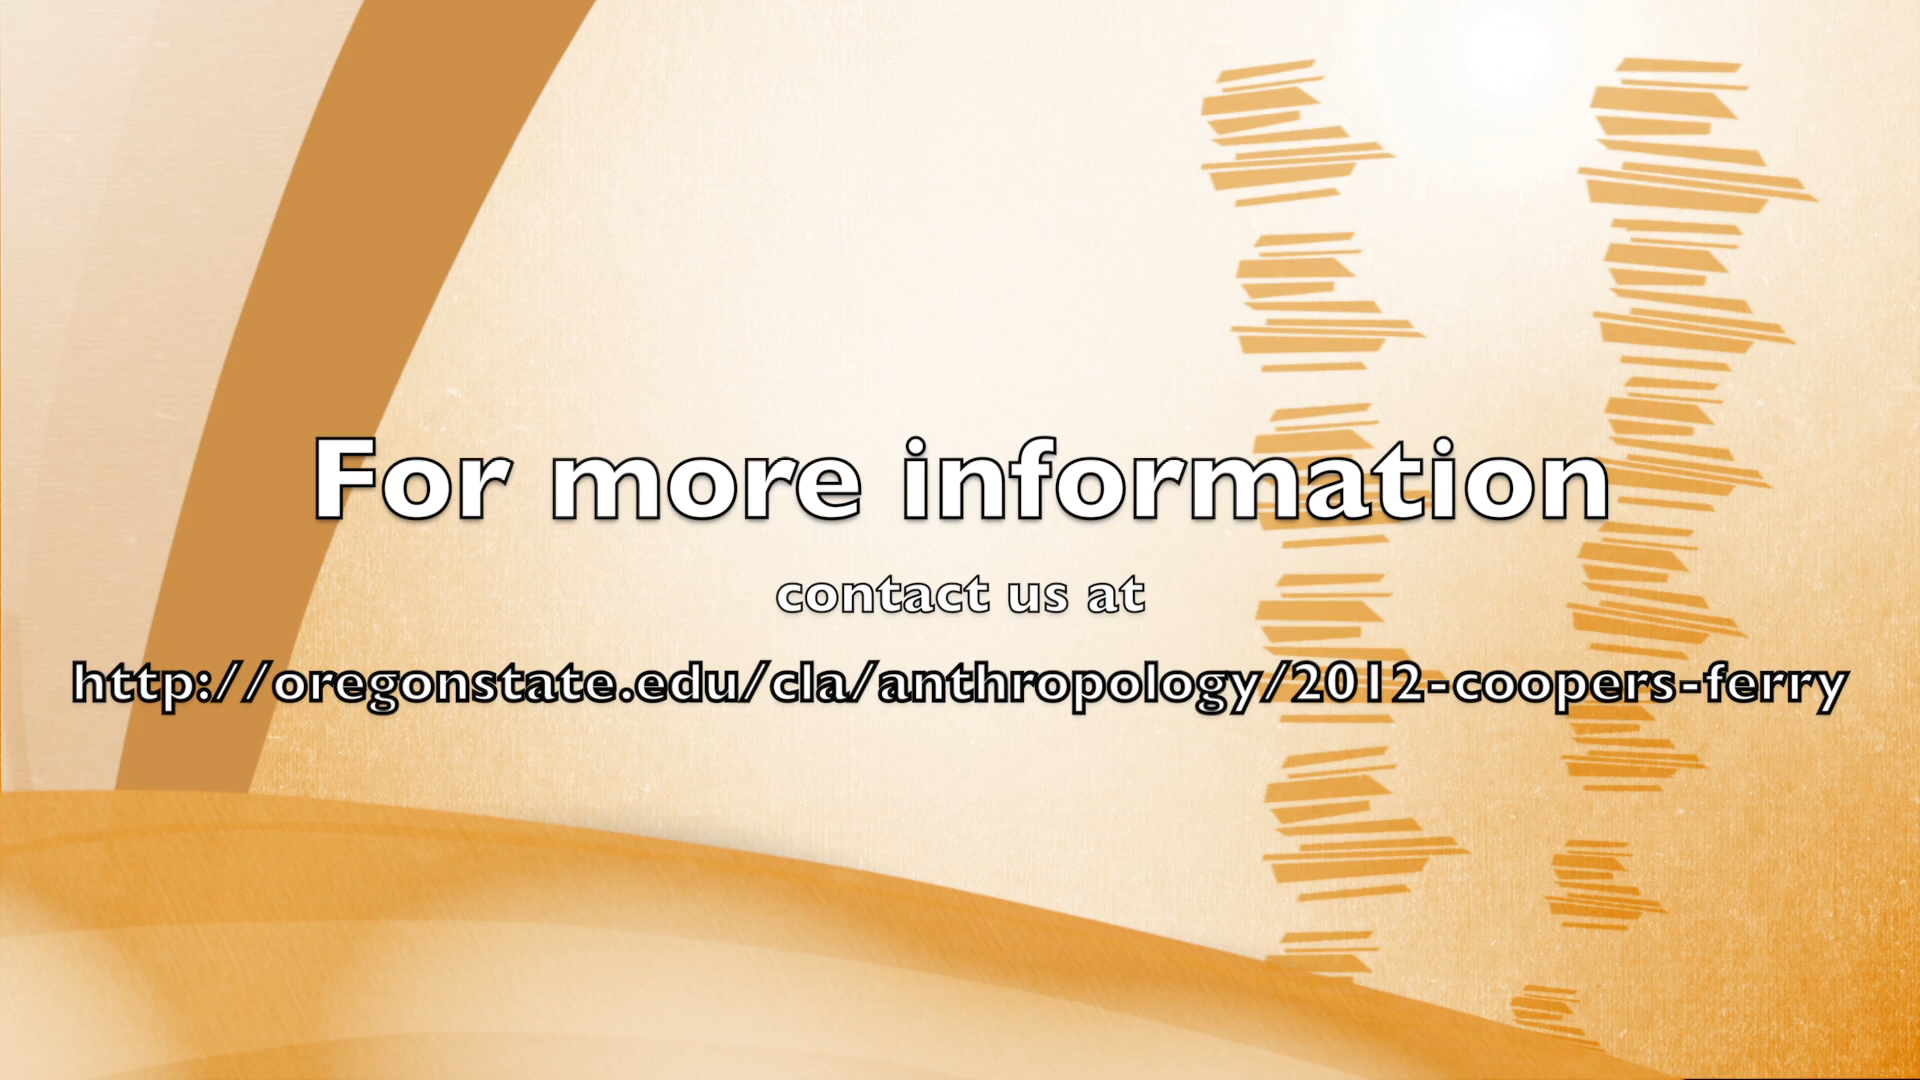 For more information
contact us at
http://oregonstate.edu/cla/anthropology/2012-coopers-ferry